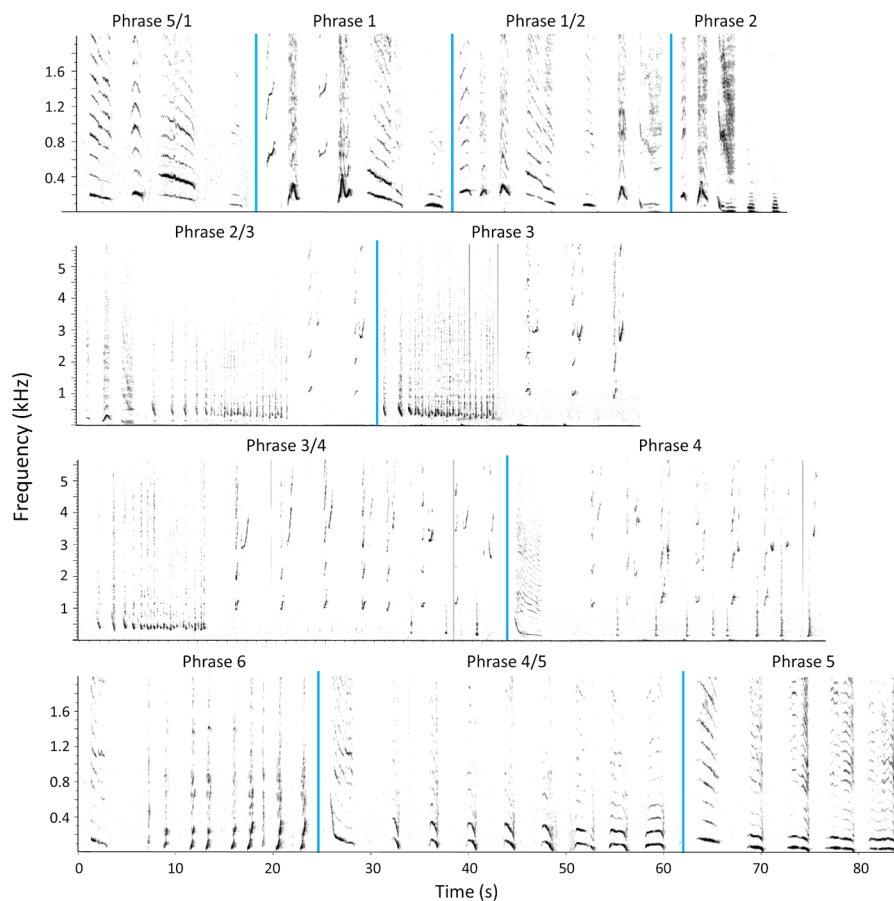 Phrase 5/1 Phrase 1 Phrase 1/2 Phrase 2
1.6
1.2
0.8
0.4
Phrase 2/3 Phrase 3
5
4
3
2
1
Frequency (kHz)
Phrase 3/4 Phrase 4
5
4
3
2
1
Phrase 6 Phrase 4/5 Phrase 5
1.6
1.2
0.8
0.4
0 10 20 30 40 50 60 70 80
Time (s)